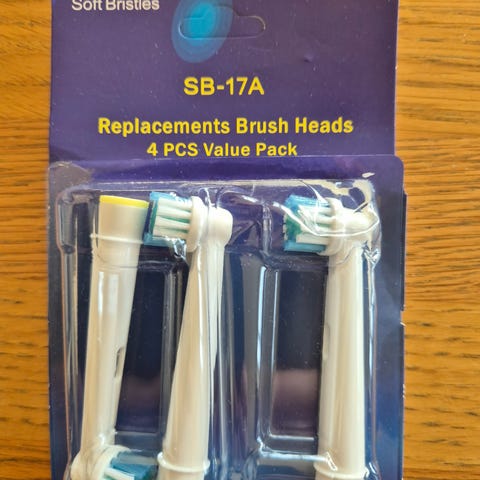 Soft Bristles
SB-17A
Replacements Brush Heads
4 PCS Value Pack